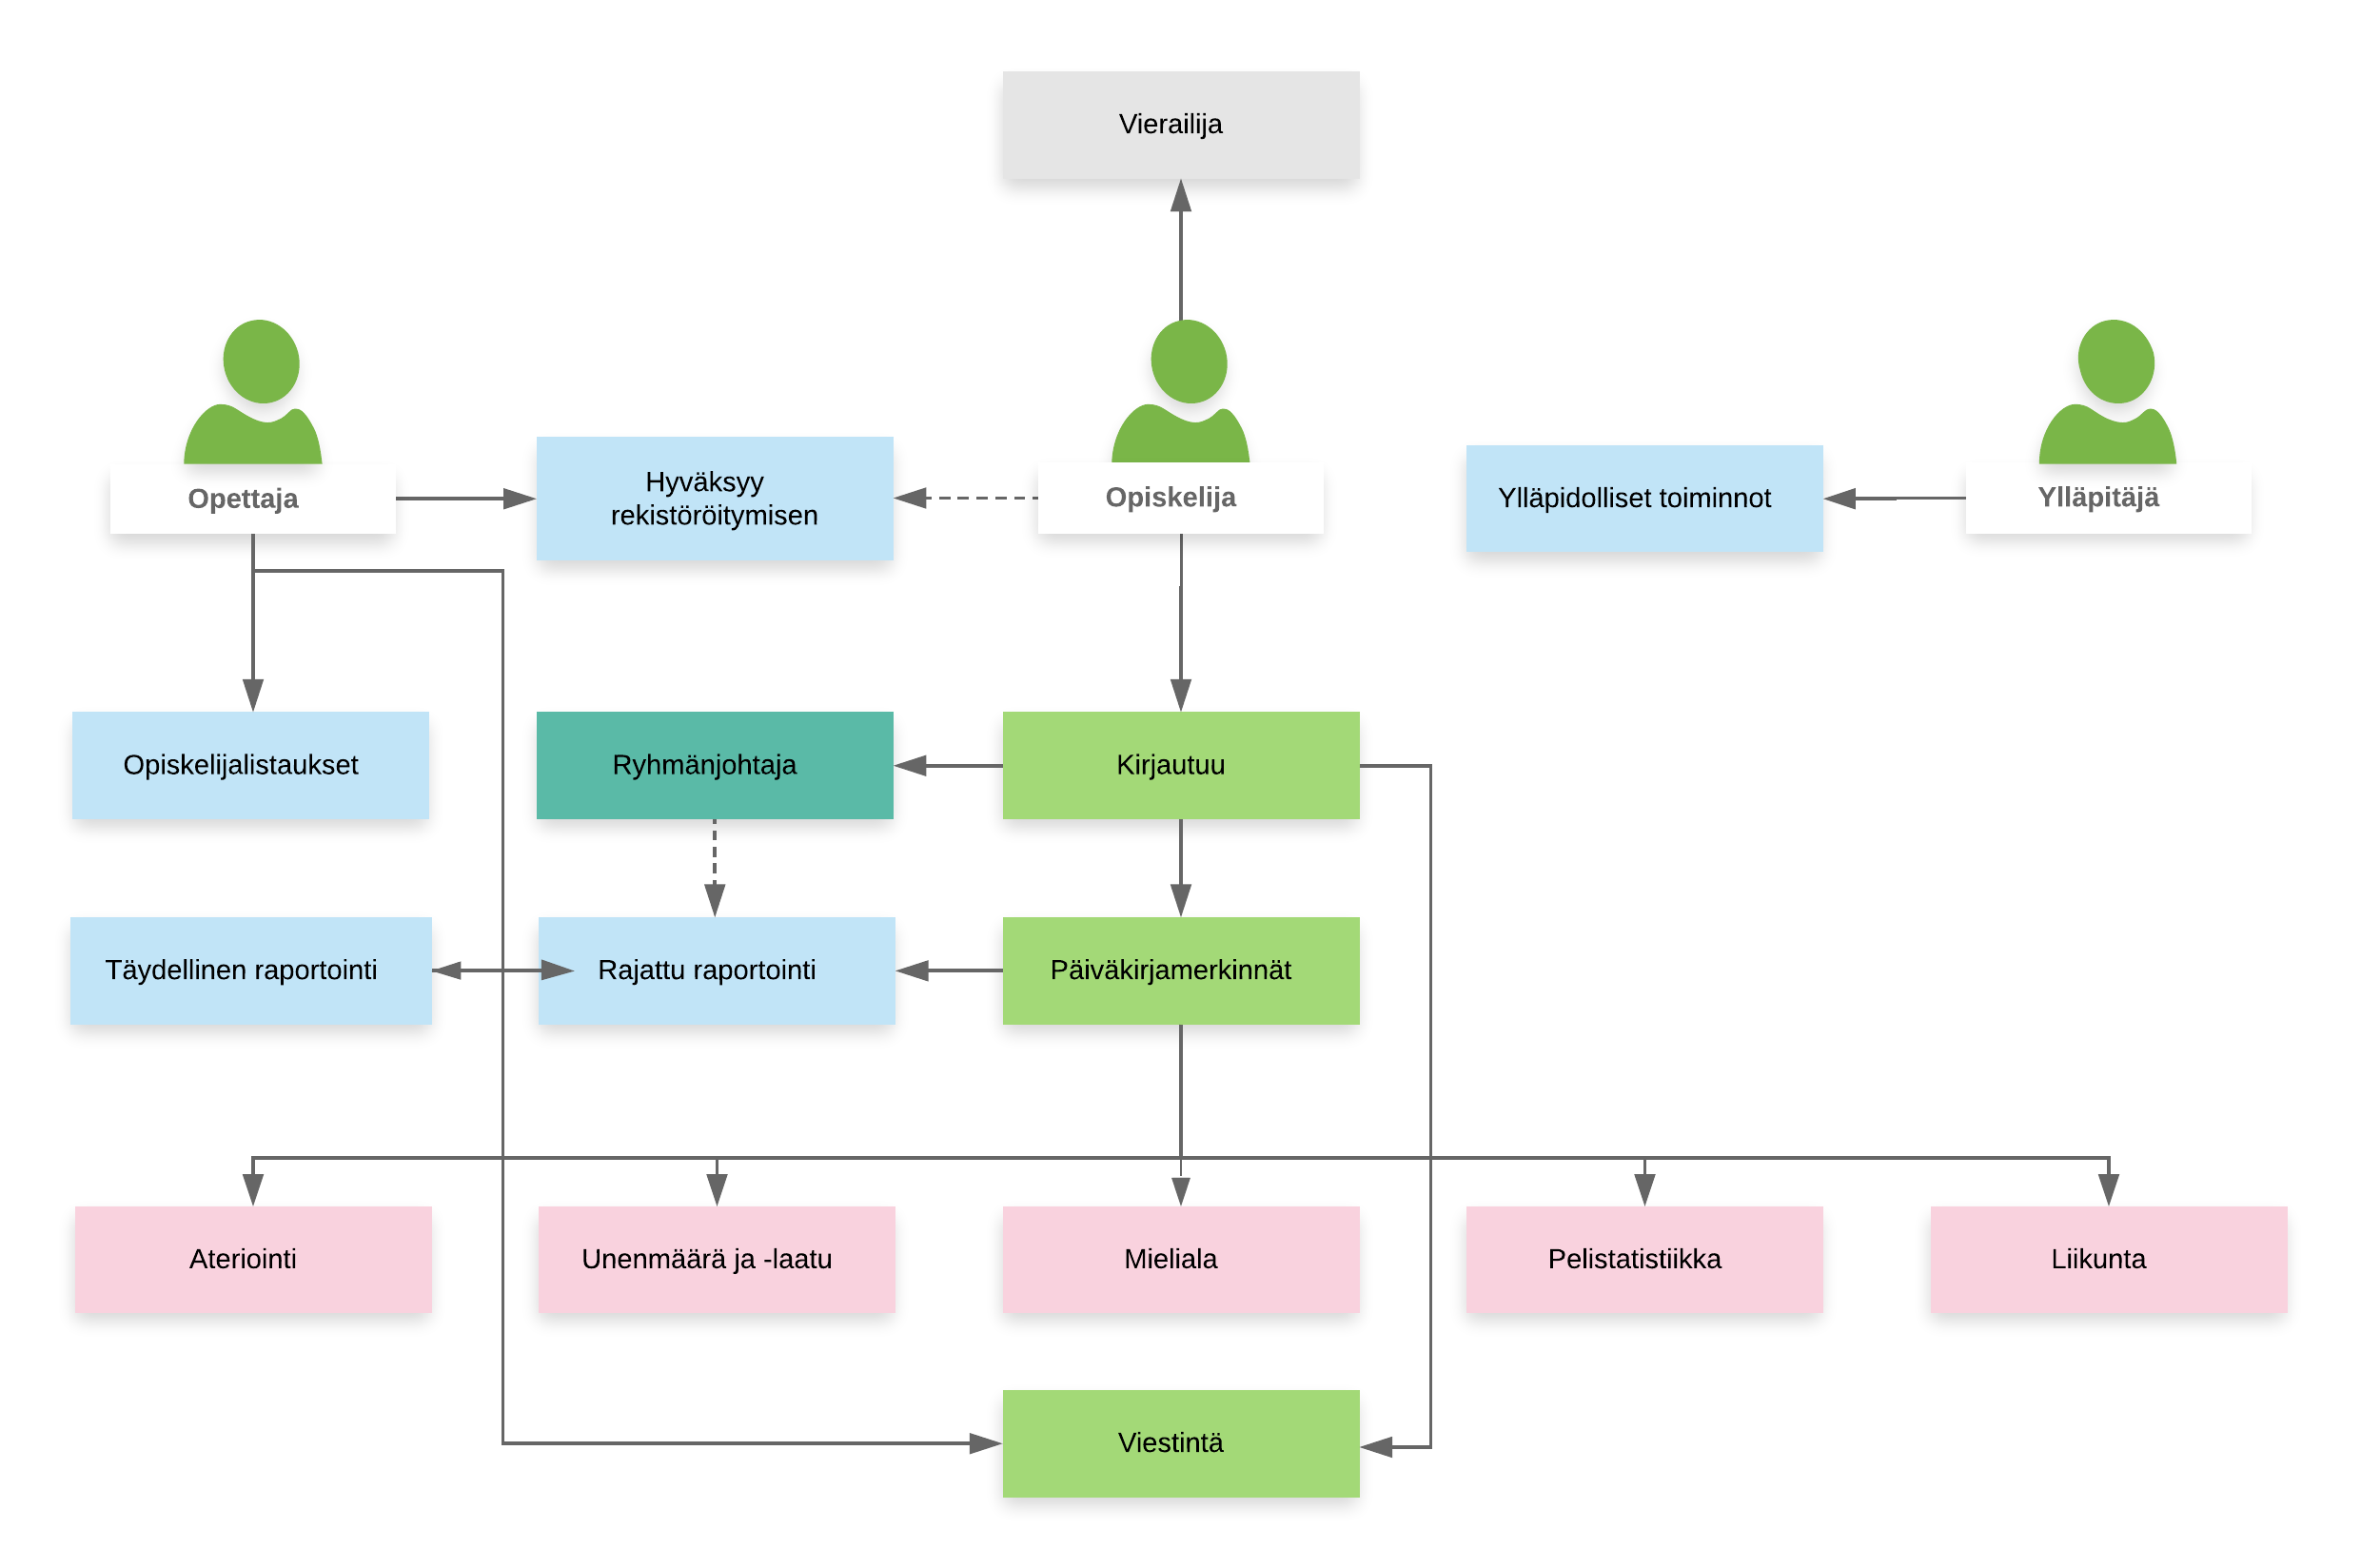 Vierailija
Opettaja
Hyväksyy
rekistöröitymisen
Opiskelija
Ylläpidolliset toiminnot
Ylläpitäjä
Opiskelijalistaukset
Ryhmänjohtaja
Kirjautuu
Täydellinen raportointi
Rajattu raportointi
Päiväkirjamerkinnät
Ateriointi
Unenmäärä ja -laatu
Mieliala
Pelistatistiikka
Liikunta
Viestintä